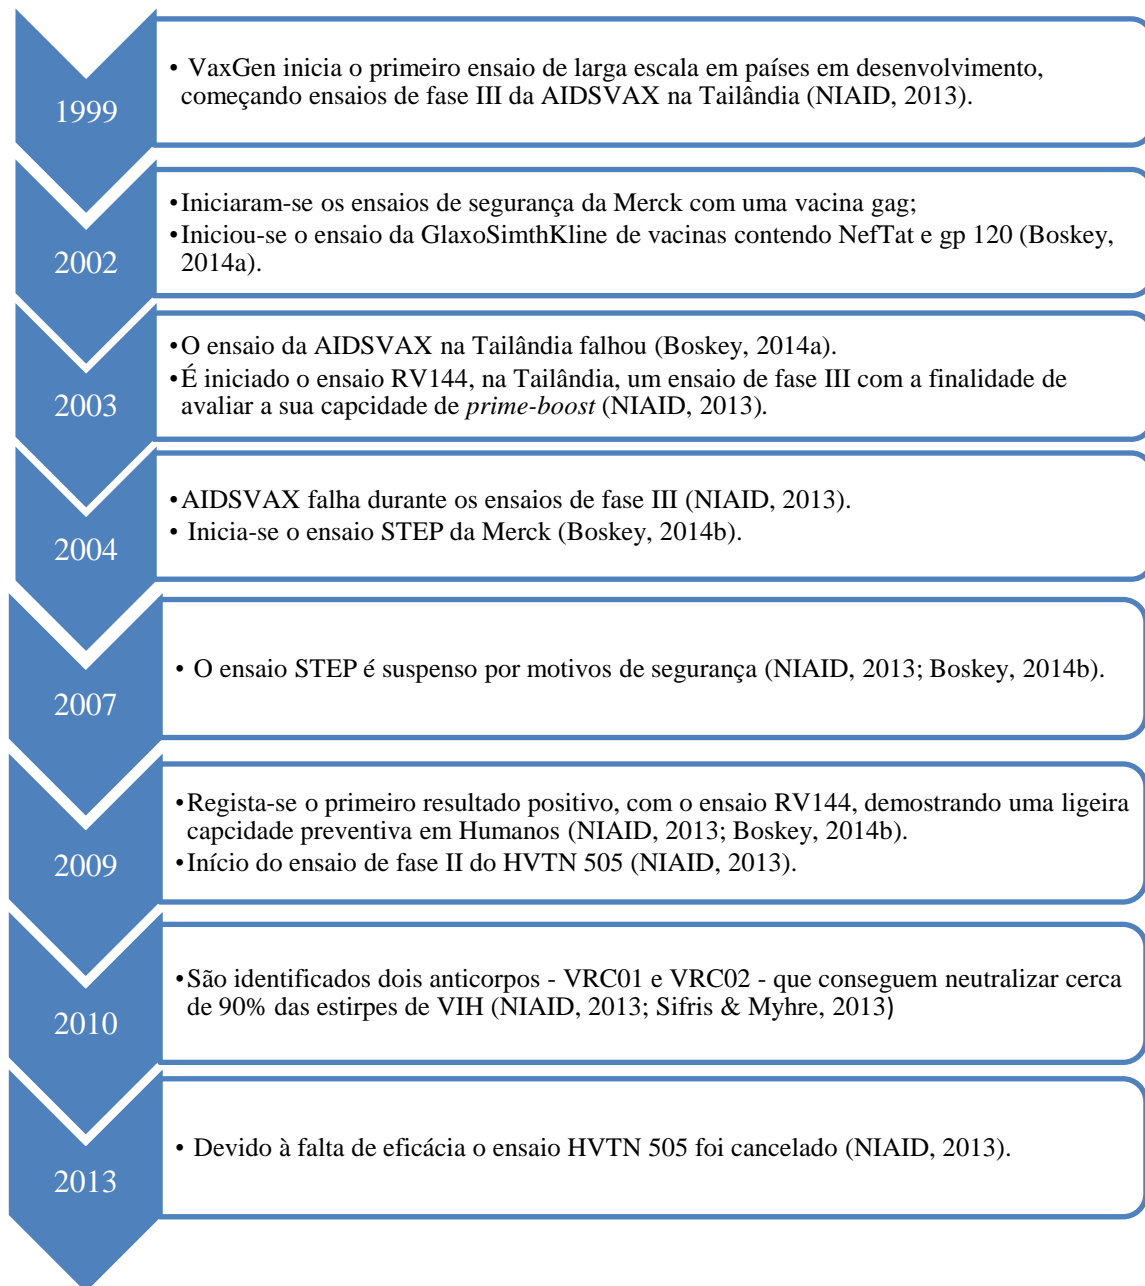 1999
• VaxGen inicia o primeiro ensaio de larga escala em países em desenvolvimento,
começando ensaios de fase III da AIDSVAX na Tailândia (NIAID, 2013).
2002
•Iniciaram-se os ensaios de segurança da Merck com uma vacina gag;
•Iniciou-se o ensaio da GlaxoSimthKline de vacinas contendo NefTat e gp 120 (Boskey,
2014a).
2003
•O ensaio da AIDSVAX na Tailândia falhou (Boskey, 2014a).
•É iniciado o ensaio RV144, na Tailândia, um ensaio de fase III com a finalidade de
avaliar a sua capcidade de prime-boost (NIAID, 2013).
2004
•AIDSVAX falha durante os ensaios de fase III (NIAID, 2013).
• Inicia-se o ensaio STEP da Merck (Boskey, 2014b).
2007
• O ensaio STEP é suspenso por motivos de segurança (NIAID, 2013; Boskey, 2014b).
2009
•Regista-se o primeiro resultado positivo, com o ensaio RV144, demostrando uma ligeira
capcidade preventiva em Humanos (NIAID, 2013; Boskey, 2014b).
•Início do ensaio de fase II do HVTN 505 (NIAID, 2013).
2010
•São identificados dois anticorpos - VRC01 e VRC02 - que conseguem neutralizar cerca
de 90% das estirpes de VIH (NIAID, 2013; Sifris & Myhre, 2013)
2013
• Devido à falta de eficácia o ensaio HVTN 505 foi cancelado (NIAID, 2013).